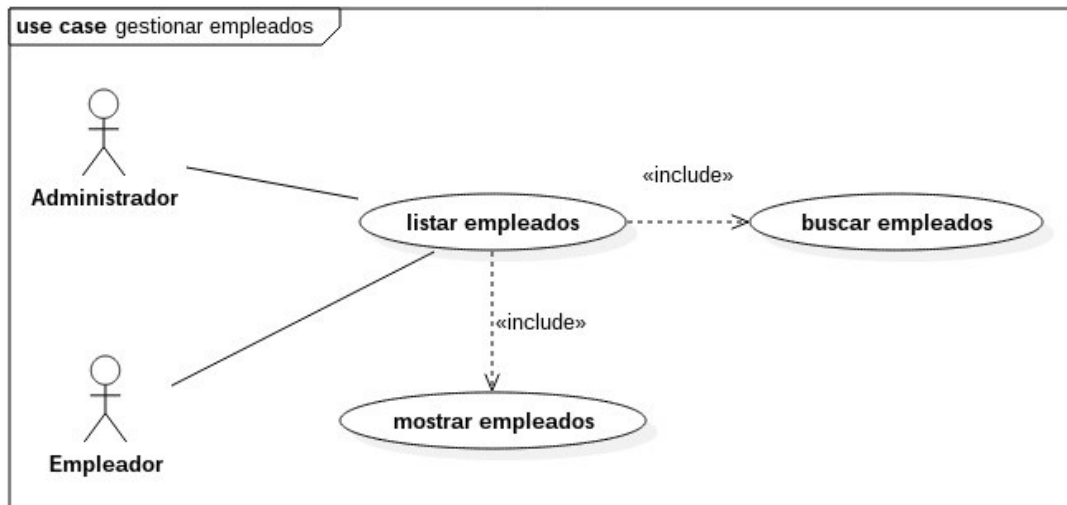 use case gestionar empleados
Administrador
«include»
listar empleados
buscar empleados
«include»
mostrar empleados
Empleador